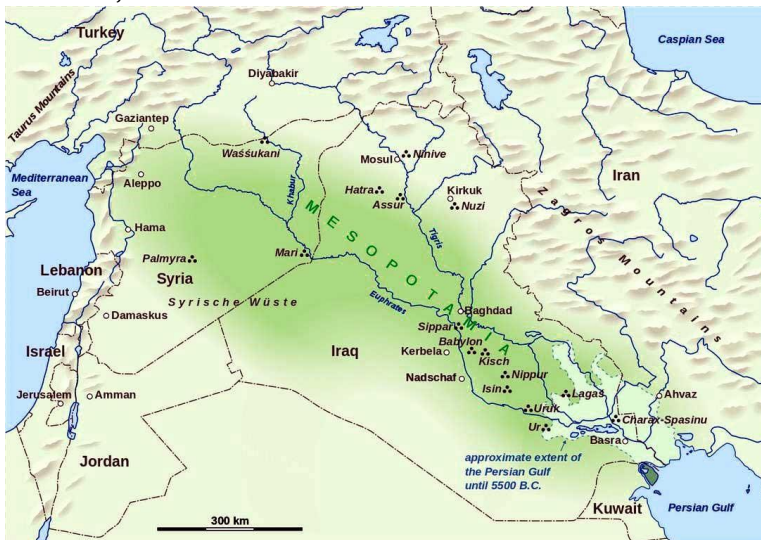 Turkey
Caspian Sea
Taurus Mountains
Diyabakir
Gaziantep
Waśśukani
Mosul
Ninive
Mediterranean
Sea
Aleppo
Khabur
Hatra
Assur
Kirkuk
Nuzi
Iran
Zagros Mountains
MESOPOTAMIA
Tigris
Hama
Mari
Palmyra
Syria
Lebanon
Beirut
Syrische Wüste
Euphrates
Baghdad
Damaskus
Sippar
Babylon
Israel
Iraq
Kerbela
Kisch
Nadschaf
Nippur
Isin
Lagas
Ahvaz
Jerusalem
Amman
Uruk
Charax-Spasinu
Ur
Basra
Jordan
approximate extent of
the Persian Gulf
until 5500 B.C.
Kuwait
Persian Gulf
300 km